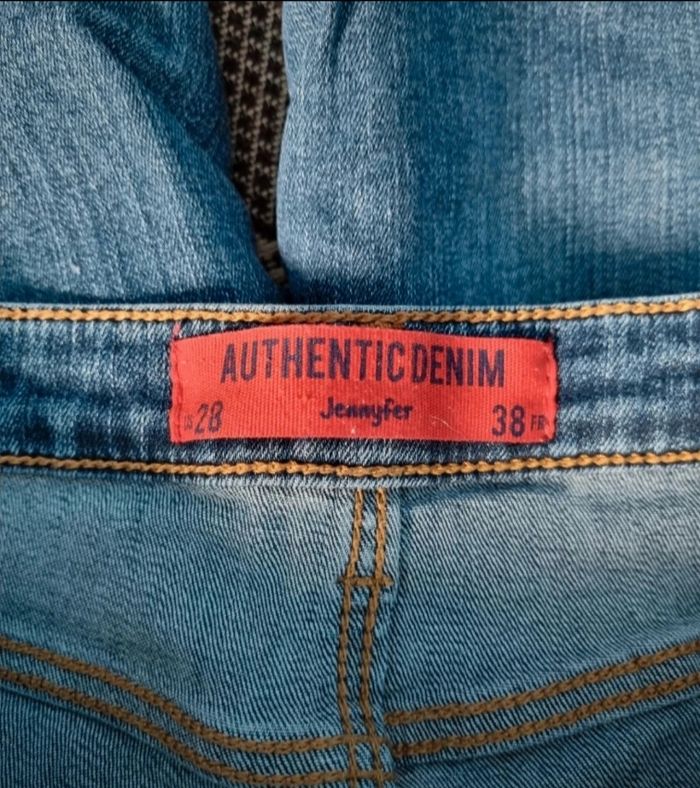 AUTHENTIC DENIM
Jennyfer
US 28
38 FR